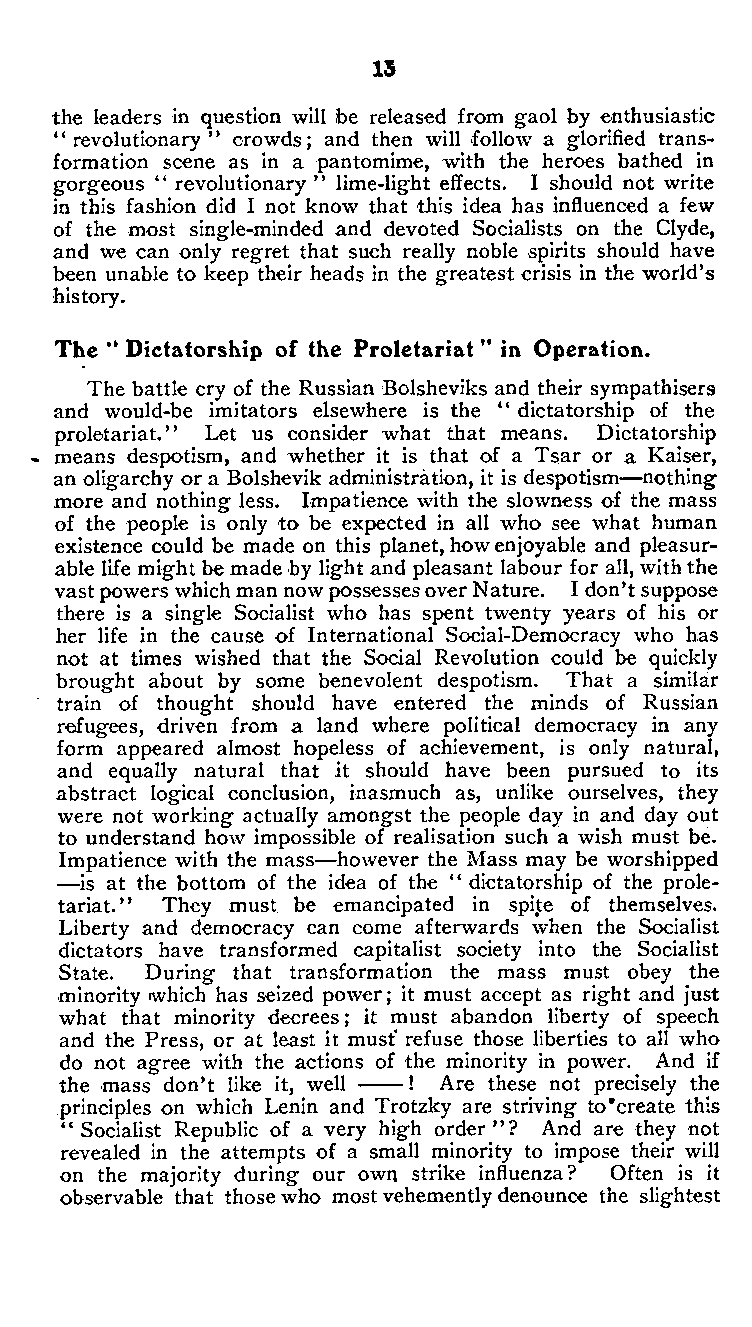 13
the leaders in question will be released from gaol by enthusiastic
“ revolutionary ” crowds; and then will follow a glorified trans-
formation scene as in a pantomime, with the heroes bathed in
gorgeous “ revolutionary ” lime-light effects. I should not write
in this fashion did I not know that this idea has influenced a few
of the most single-minded and devoted Socialists on the Clyde,
and we can only regret that such really noble spirits should have
been unable to keep their heads in the greatest crisis in the world’s
history.
The “ Dictatorship of the Proletariat ” in Operation.
The battle cry of the Russian Bolsheviks and their sympathisers
and would-be imitators elsewhere is the “ dictatorship of the
proletariat.” Let us consider what that means. Dictatorship
means despotism, and whether it is that of a Tsar or a Kaiser,
an oligarchy or a Bolshevik administration, it is despotism—nothing
more and nothing less. Impatience with the slowness of the mass
of the people is only to be expected in all who see what human
existence could be made on this planet, how enjoyable and pleasur-
able life might be made by light and pleasant labour for all, with the
vast powers which man now possesses over Nature. I don’t suppose
there is a single Socialist who has spent twenty years of his or
her life in the cause of International Social-Democracy who has
not at times wished that the Social Revolution could be quickly
brought about by some benevolent despotism. That a similar
train of thought should have entered the minds of Russian
refugees, driven from a land where political democracy in any
form appeared almost hopeless of achievement, is only natural,
and equally natural that it should have been pursued to its
abstract logical conclusion, inasmuch as, unlike ourselves, they
were not working actually amongst the people day in and day out
to understand how impossible of realisation such a wish must be.
Impatience with the mass—however the Mass may be worshipped
—is at the bottom of the idea of the “ dictatorship of the prole-
tariat.” They must be emancipated in spite of themselves.
Liberty and democracy can come afterwards when the Socialist
dictators have transformed capitalist society into the Socialist
State. During that transformation the mass must obey the
minority which has seized power; it must accept as right and just
what that minority decrees; it must abandon liberty of speech
and the Press, or at least it must refuse those liberties to all who
do not agree with the actions of the minority in power. And if
the mass don’t like it, well ——! Are these not precisely the
principles on which Lenin and Trotzky are striving to create this
“ Socialist Republic of a very high order ”? And are they not
revealed in the attempts of a small minority to impose their will
on the majority during our own strike influenza? Often is it
observable that those who most vehemently denounce the slightest